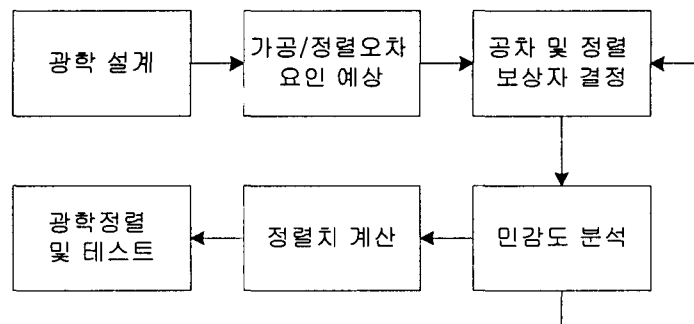 광학 설계
가공/정렬오차
요인 예상
공차 및 정렬
보상자 결정
광학정렬
및 테스트
정렬치 계산
민감도 분석